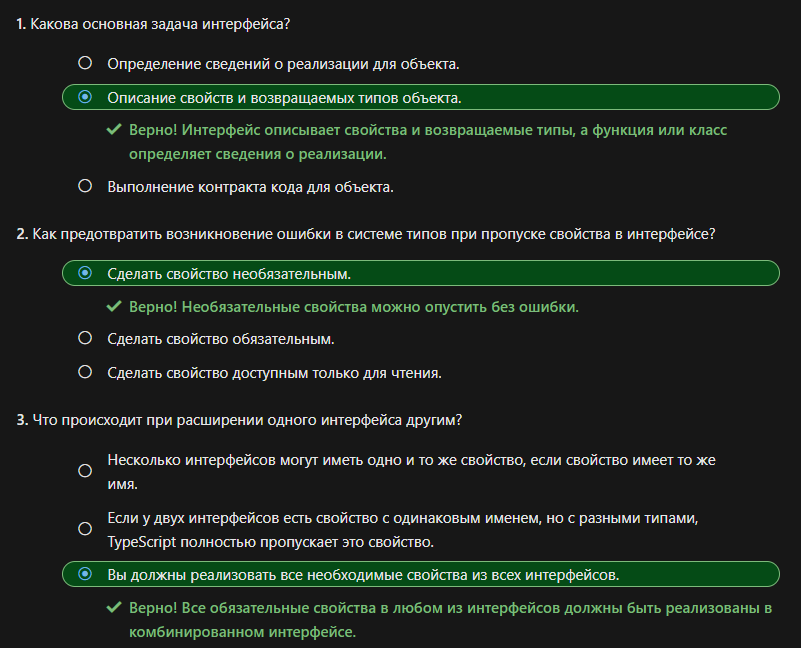 1. Какова основная задача интерфейса?
Определение сведений о реализации для объекта.
Описание свойств и возвращаемых типов объекта.
Верно! Интерфейс описывает свойства и возвращаемые типы, а функция или класс
определяет сведения о реализации.
Выполнение контракта кода для объекта.
2. Как предотвратить возникновение ошибки в системе типов при пропуске свойства в интерфейсе?
Сделать свойство необязательным.
Верно! Необязательные свойства можно опустить без ошибки.
Сделать свойство обязательным.
Сделать свойство доступным только для чтения.
3. Что происходит при расширении одного интерфейса другим?
Несколько интерфейсов могут иметь одно и то же свойство, если свойство имеет то же
имя.
Если у двух интерфейсов есть свойство с одинаковым именем, но с разными типами,
TypeScript полностью пропускает это свойство.
Вы должны реализовать все необходимые свойства из всех интерфейсов.
Верно! Все обязательные свойства в любом из интерфейсов должны быть реализованы в
комбинированном интерфейсе.